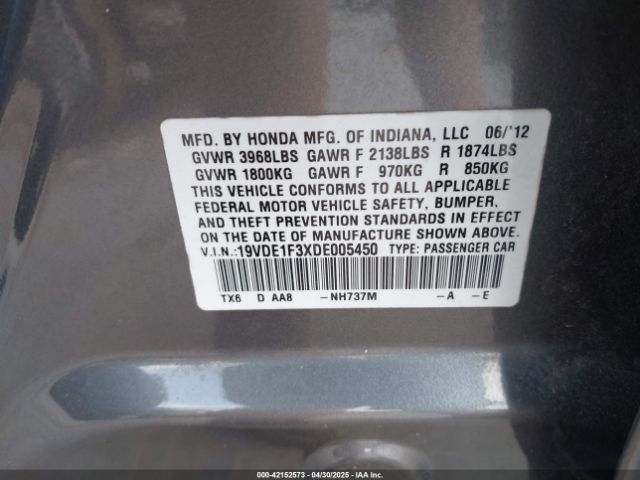 MFD. BY HONDA MFG. OF INDIANA, LLC 06/'12
GVWR 3968LBS GAWR F 2138LBS R 1874LBS
GVWR 1800KG GAWR F 970KG R 850KG
THIS VEHICLE CONFORMS TO ALL APPLICABLE
FEDERAL MOTOR VEHICLE SAFETY, BUMPER,
AND THEFT PREVENTION STANDARDS IN EFFECT
ON THE DATE OF MANUFACTURE SHOWN ABOVE.
V.I.N.:19VDE1F3XDE005450 TYPE: PASSENGER CAR
TX6 D AA8 -NH737M -A -E
000-42152573 - 04/30/2025 - IAA Inc.